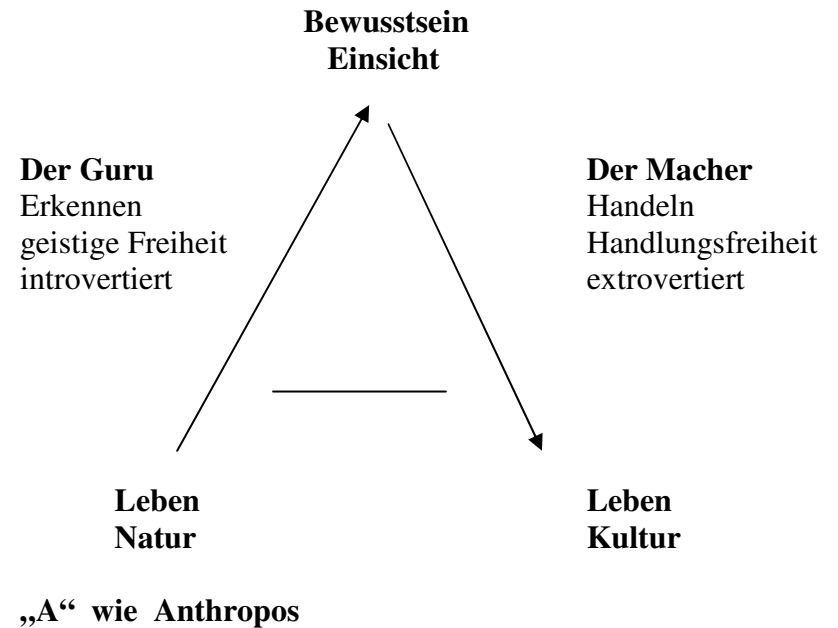 Bewusstsein
Einsicht
Der Guru
Erkennen
geistige Freiheit
introvertiert
Der Macher
Handeln
Handlungsfreiheit
extrovertiert
Leben
Natur
Leben
Kultur
„A“ wie Anthropos